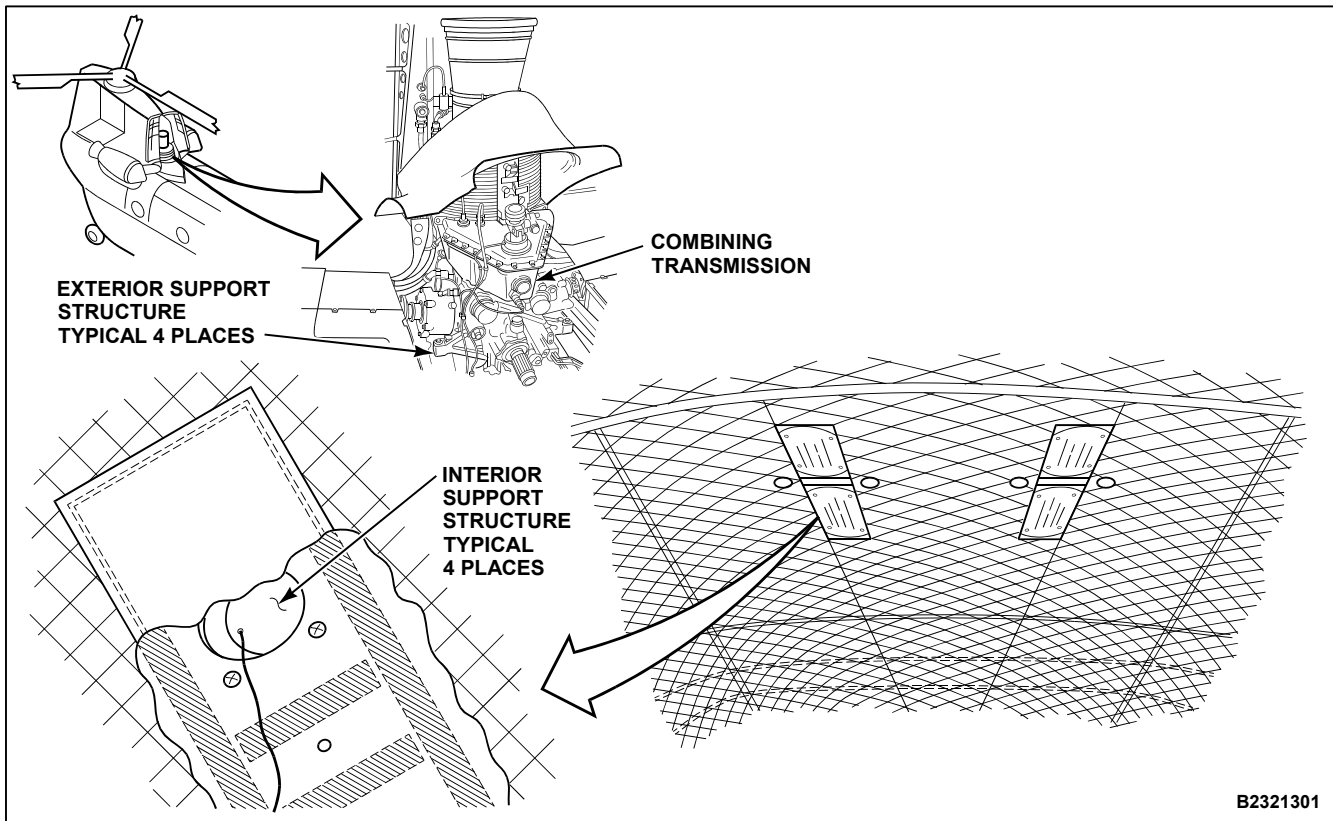 COMBINING
TRANSMISSION
EXTERIOR SUPPORT
STRUCTURE
TYPICAL 4 PLACES
INTERIOR
SUPPORT
STRUCTURE
TYPICAL
4 PLACES
B2321301